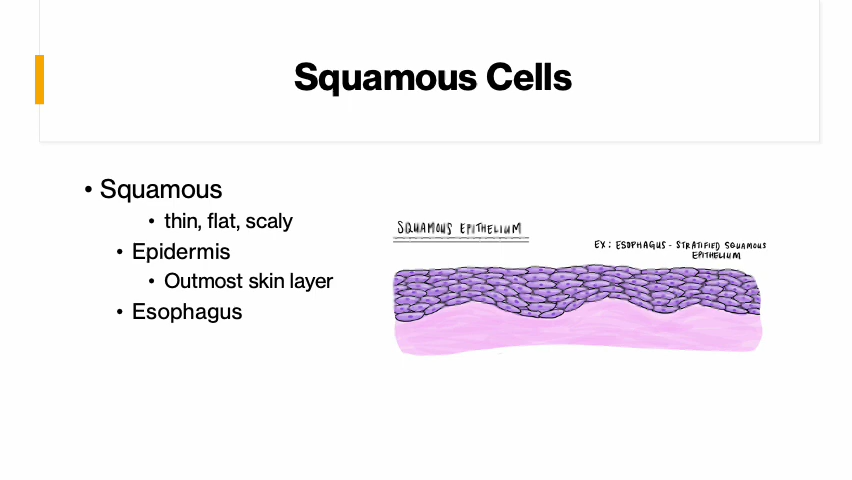 Squamous Cells
• Squamous
• thin, flat, scaly
• Epidermis
• Outmost skin layer
• Esophagus
SQUAMOUS EPITHELIUM
EX: ESOPHAGUS - STRATIFIED SQUAMOUS
EPITHELIUM